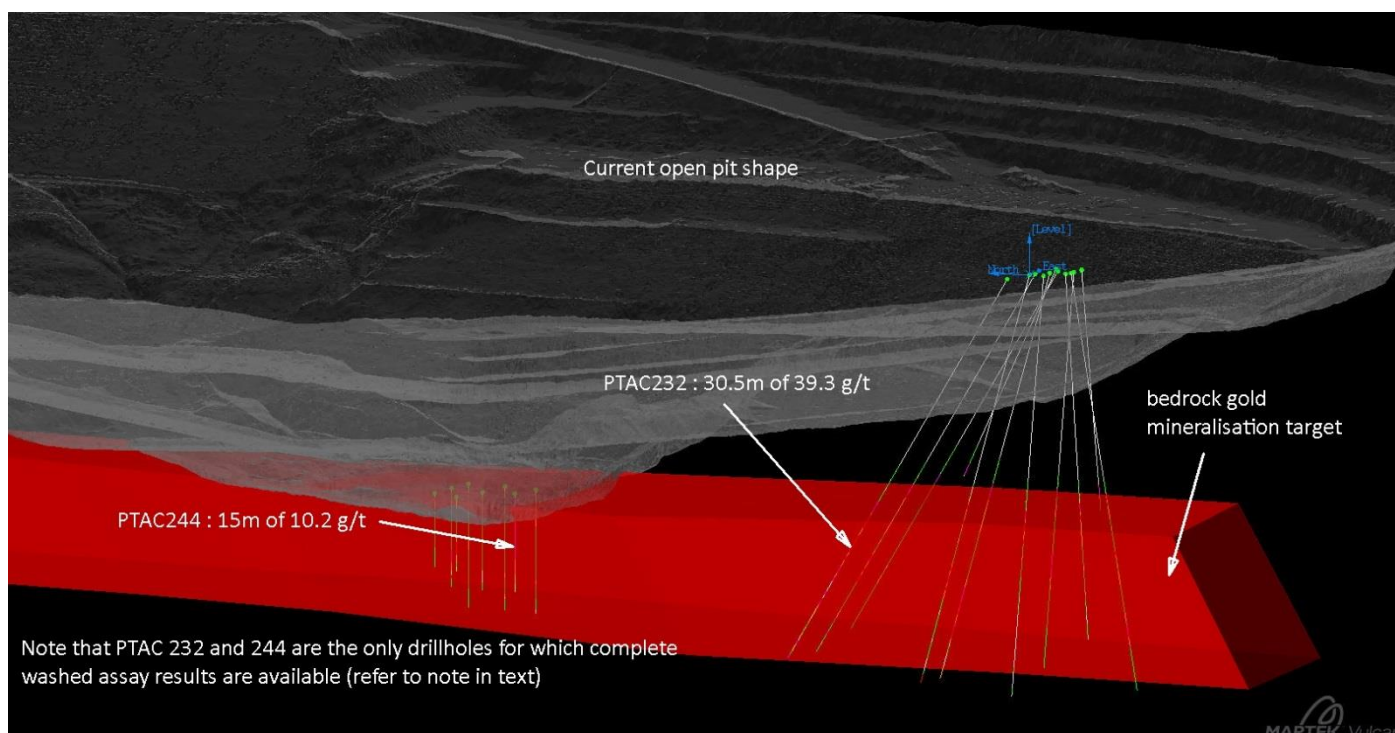 Current open pit shape
[Level]
North
East
PTAC232 : 30.5m of 39.3 g/t
bedrock gold
mineralisation target
PTAC244 : 15m of 10.2 g/t
Note that PTAC 232 and 244 are the only drillholes for which complete
washed assay results are available (refer to note in text)